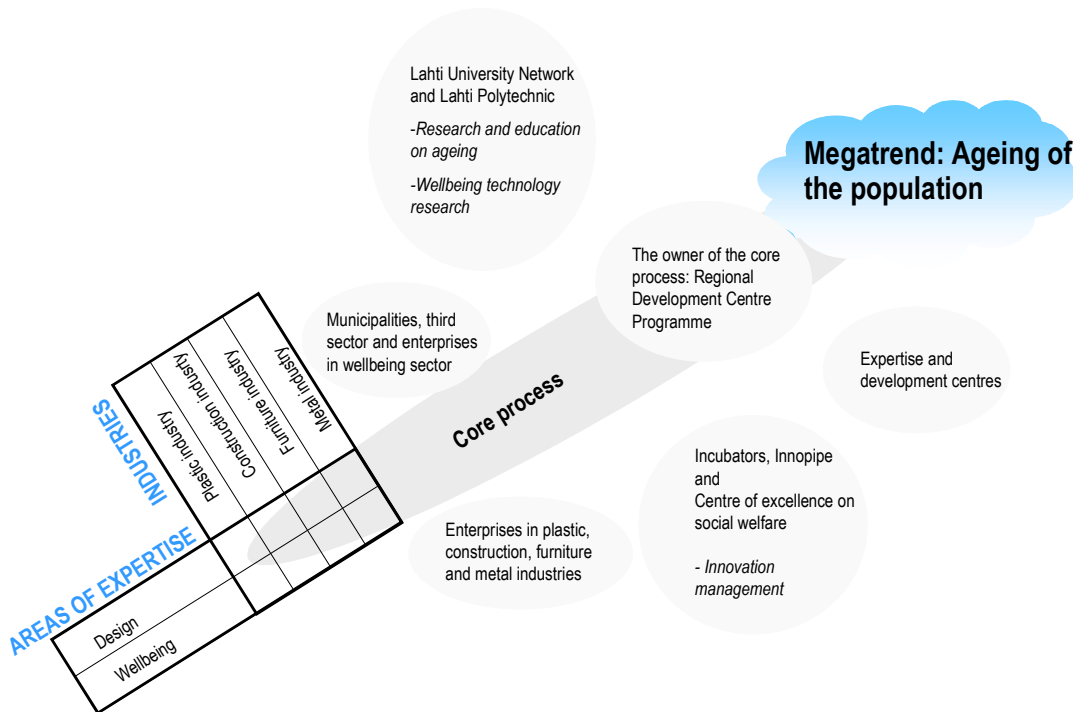 Lahti University Network
and Lahti Polytechnic
-Research and education
on ageing
-Wellbeing technology
research
Megatrend: Ageing of
the population
The owner of the core
process: Regional
Development Centre
Programme
Municipalities, third
sector and enterprises
in wellbeing sector
Expertise and
development centres
Core process
INDUSTRIES
Plastic industry
Construction industry
Furniture industry
Metal industry
Incubators, Innopipe
and
Centre of excellence on
social welfare
- Innovation
management
Enterprises in plastic,
construction, furniture
and metal industries
AREAS OF EXPERTISE
Design
Wellbeing